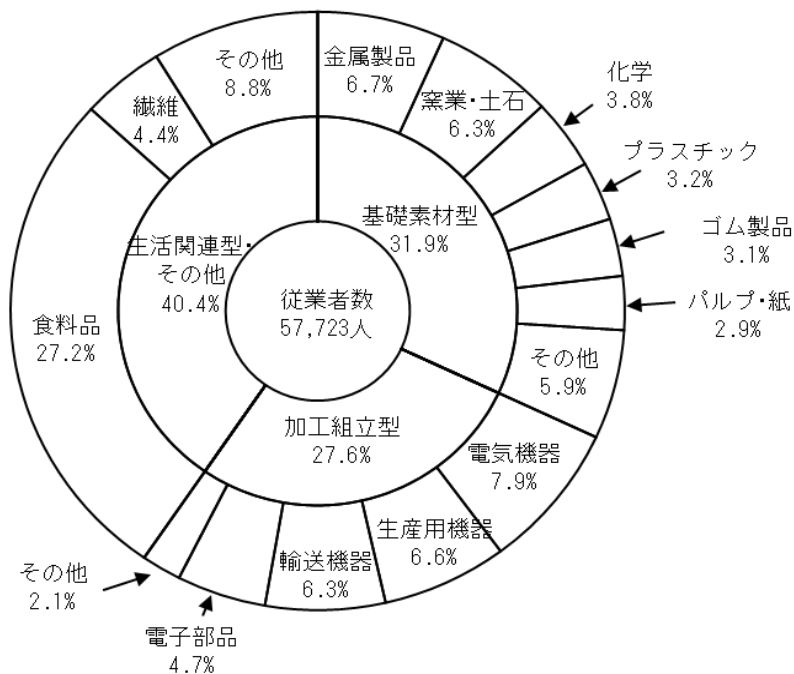 従業者数
57,723人
基礎素材型
31.9%
加工組立型
27.6%
生活関連型・
その他
40.4%
金属製品
6.7%
窯業・土石
6.3%
化学
3.8%
プラスチック
3.2%
ゴム製品
3.1%
パルプ・紙
2.9%
その他
5.9%
電気機器
7.9%
生産用機器
6.6%
輸送機器
6.3%
電子部品
4.7%
その他
2.1%
食料品
27.2%
繊維
4.4%
その他
8.8%